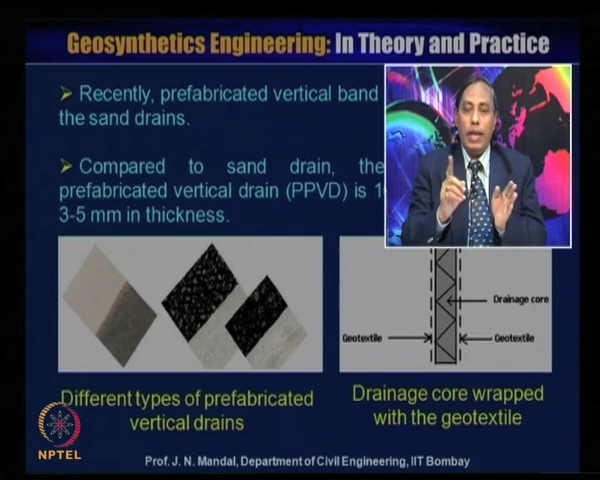 Geosynthetics Engineering: In Theory and Practice
➤ Recently, prefabricated vertical band
the sand drains.
➤ Compared to sand drain, the
prefabricated vertical drain (PPVD) is
3-5 mm in thickness.
Drainage core
Geotextile
Geotextile
Different types of prefabricated
vertical drains
Drainage core wrapped
with the geotextile
NPTEL
Prof. J. N. Mandal, Department of Civil Engineering, IIT Bombay